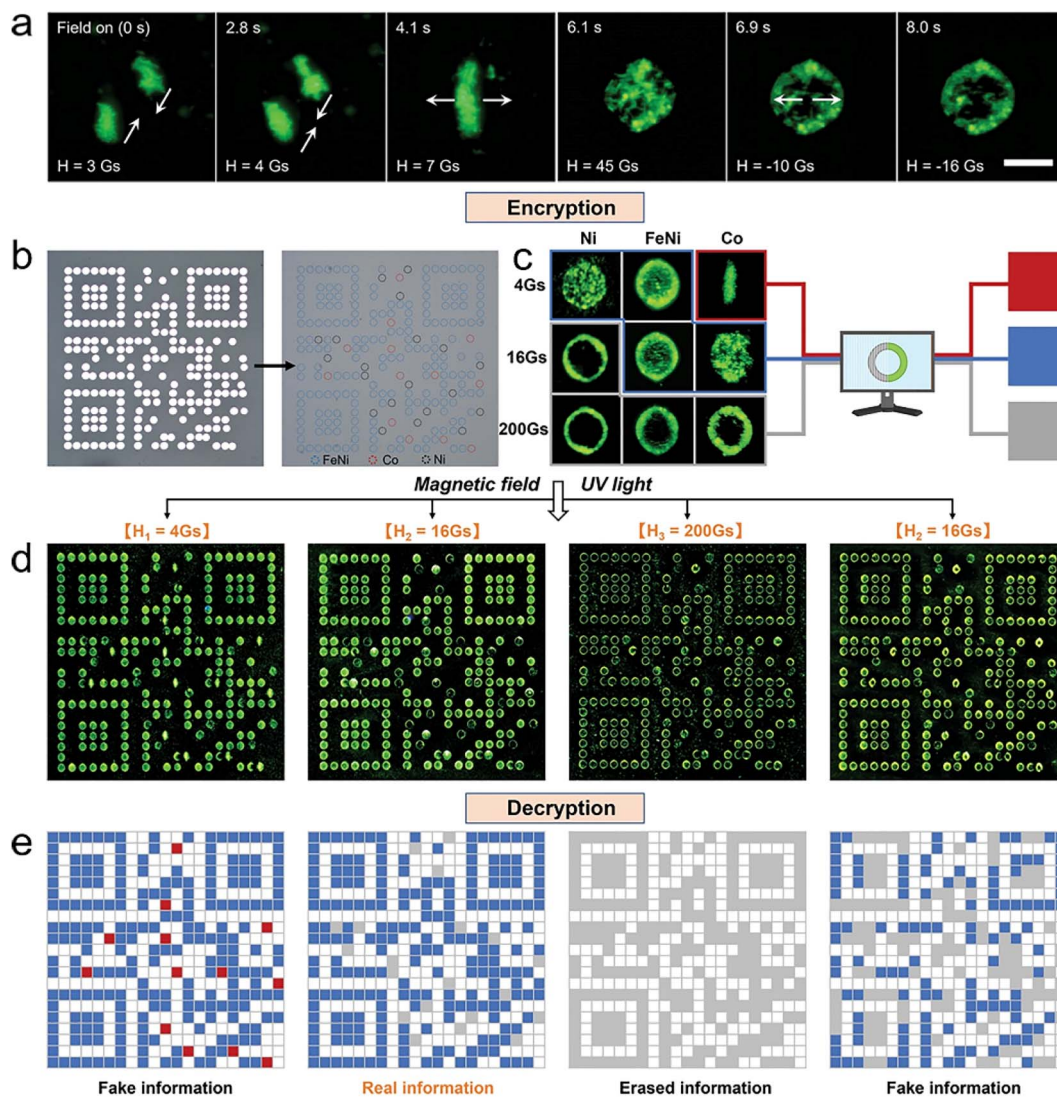 a
Field on (0 s)
2.8 s
4.1 s
6.1 s
6.9 s
8.0 s
H = 3 Gs
H = 4 Gs
H = 7 Gs
H = 45 Gs
H = -10 Gs
H = -16 Gs
Encryption
b
FeNi
Co
Ni
c
Ni
FeNi
Co
4Gs
16Gs
200Gs
Magnetic field
UV light
【H₁ = 4Gs】
【H₂ = 16Gs】
【H₃ = 200Gs】
【H₂ = 16Gs】
d
Decryption
e
Fake information
Real information
Erased information
Fake information